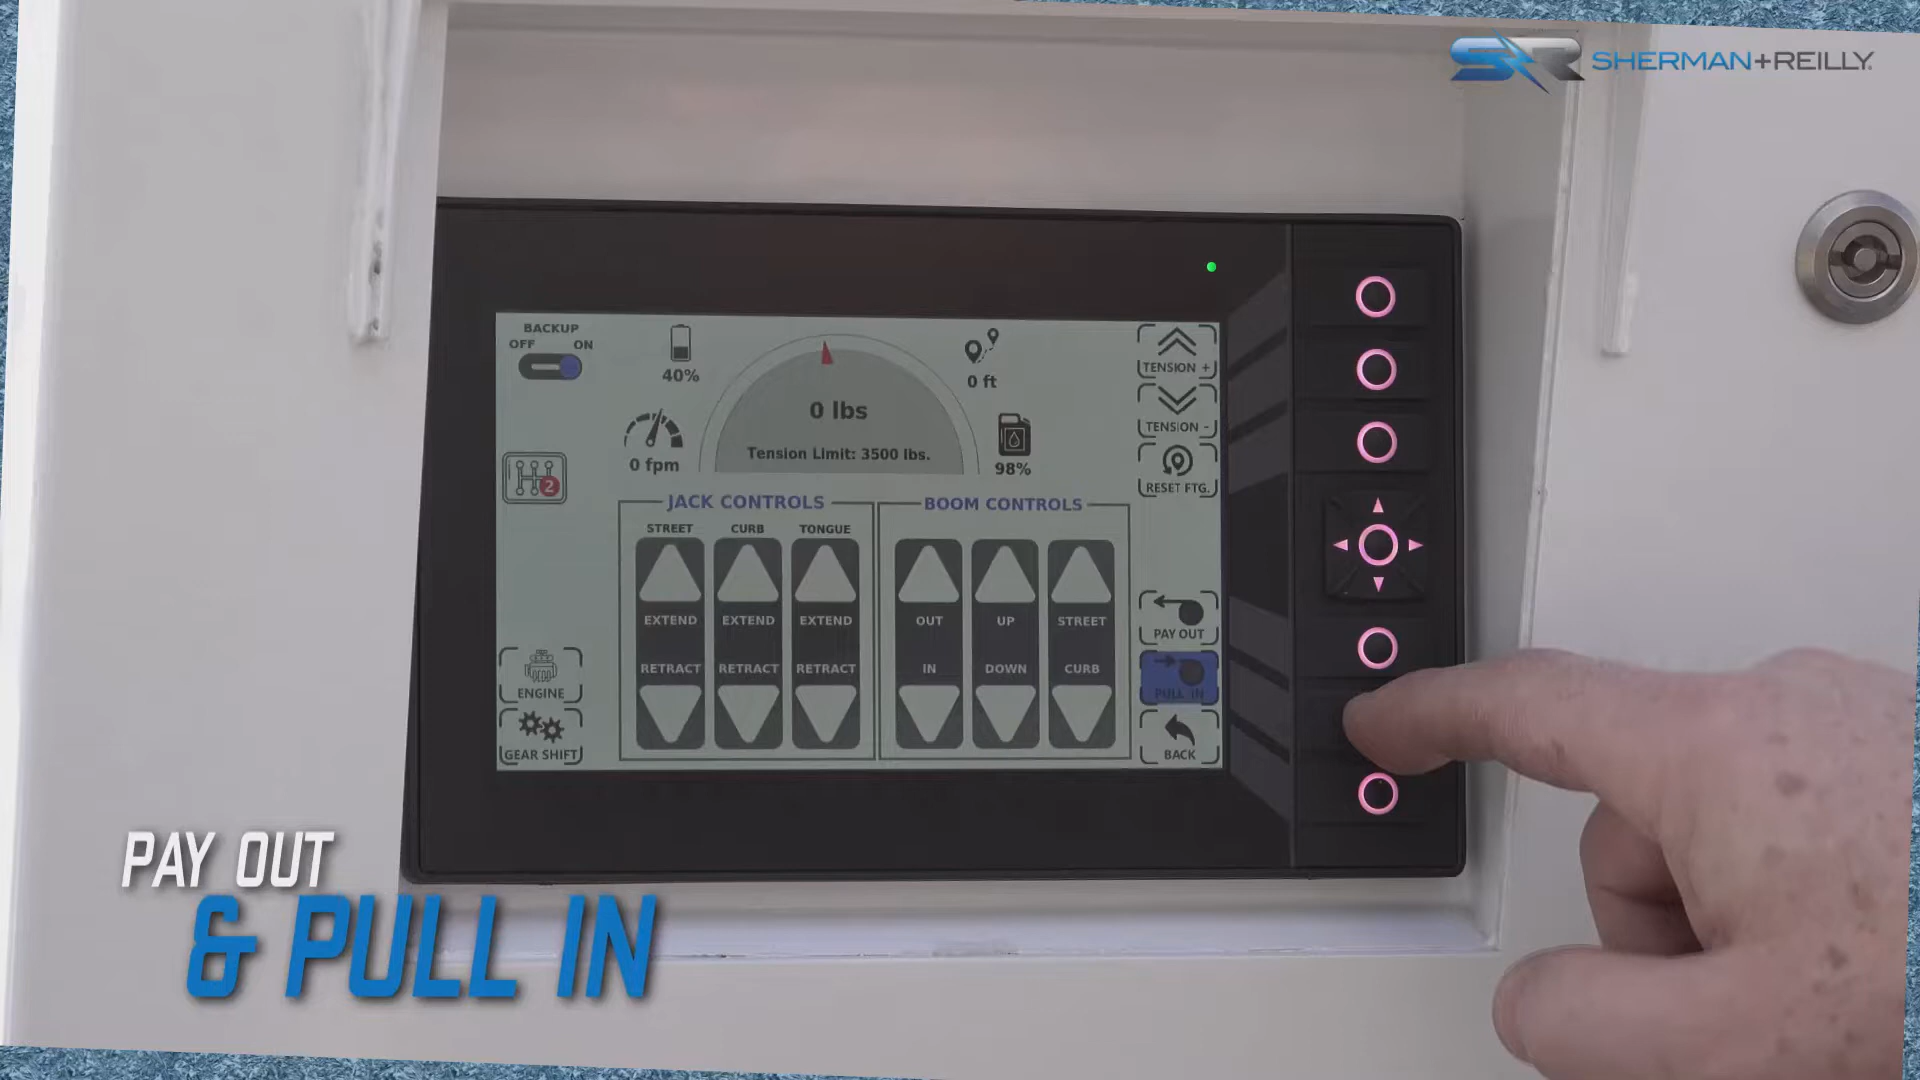 SHERMAN+REILLY
BACKUP
OFF ON
40%
0 ft
TENSION +
0 lbs
Tension Limit: 3500 lbs.
0 fpm
98%
TENSION -
RESET FTG.
2
JACK CONTROLS
BOOM CONTROLS
STREET CURB TONGUE
EXTEND EXTEND EXTEND
RETRACT RETRACT RETRACT
OUT UP STREET
IN DOWN CURB
PAY OUT
PULL IN
BACK
ENGINE
GEAR SHIFT
PAY OUT
& PULL IN